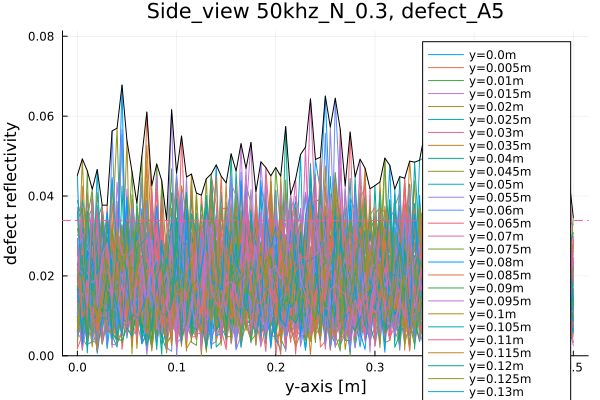 Side_view 50khz_N_0.3, defect_A5
0.08
0.06
0.04
0.02
0.00
defect reflectivity
0.0
0.1
0.2
0.3
.5
y-axis [m]
y=0.0m
y=0.005m
y=0.01m
y=0.015m
y=0.02m
y=0.025m
y=0.03m
y=0.035m
y=0.04m
y=0.045m
y=0.05m
y=0.055m
y=0.06m
y=0.065m
y=0.07m
y=0.075m
y=0.08m
y=0.085m
y=0.09m
y=0.095m
y=0.1m
y=0.105m
y=0.11m
y=0.115m
y=0.12m
y=0.125m
y=0.13m